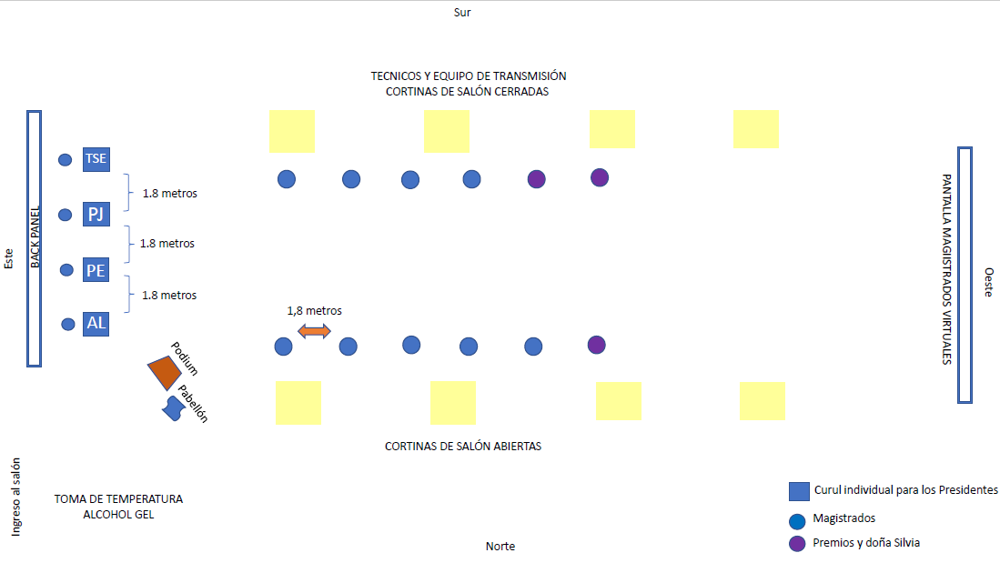 Sur
TECNICOS Y EQUIPO DE TRANSMISIÓN
CORTINAS DE SALÓN CERRADAS
TSE
1.8 metros
PJ
BACK PANEL
1.8 metros
Este
PE
1.8 metros
AL
1,8 metros
PANTALLA MAGIISTRADOS VIRTUALES
Oeste
Podium
Pabellón
CORTINAS DE SALÓN ABIERTAS
Ingreso al salón
TOMA DE TEMPERATURA
ALCOHOL GEL
Curul individual para los Presidentes
Magistrados
Premios y doña Silvia
Norte